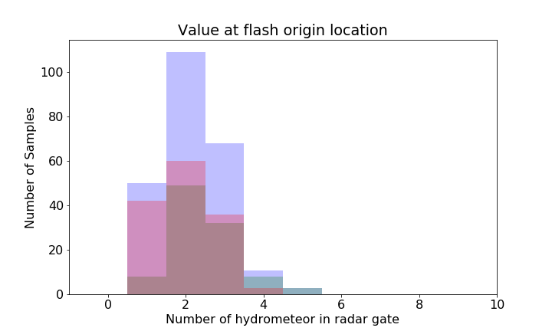 Value at flash origin location
Number of Samples
100
80
60
40
20
0
0 2 4 6 8 10
Number of hydrometeor in radar gate